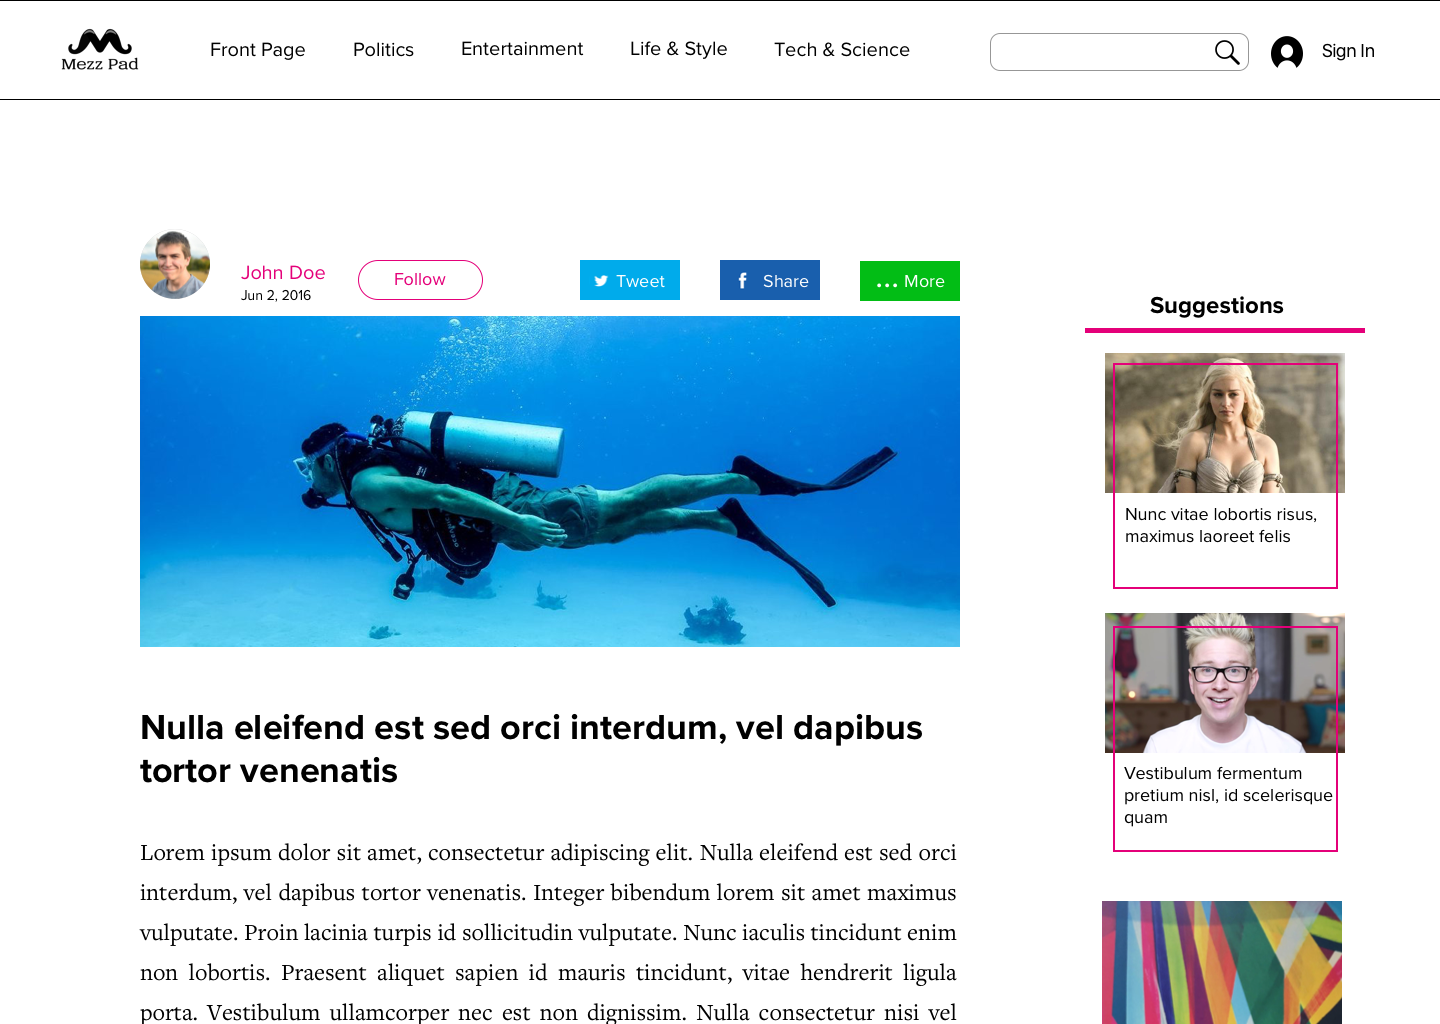 Mezz Pad
Front Page
Politics
Entertainment
Life & Style
Tech & Science
Sign In
John Doe
Jun 2, 2016
Follow
Tweet
Share
... More
Nulla eleifend est sed orci interdum, vel dapibus
tortor venenatis
Lorem ipsum dolor sit amet, consectetur adipiscing elit. Nulla eleifend est sed orci
interdum, vel dapibus tortor venenatis. Integer bibendum lorem sit amet maximus
vulputate. Proin lacinia turpis id sollicitudin vulputate. Nunc iaculis tincidunt enim
non lobortis. Praesent aliquet sapien id mauris tincidunt, vitae hendrerit ligula
porta. Vestibulum ullamcorper nec est non dignissim. Nulla consectetur nisi vel
Suggestions
Nunc vitae lobortis risus,
maximus laoreet felis
Vestibulum fermentum
pretium nisl, id scelerisque
quam